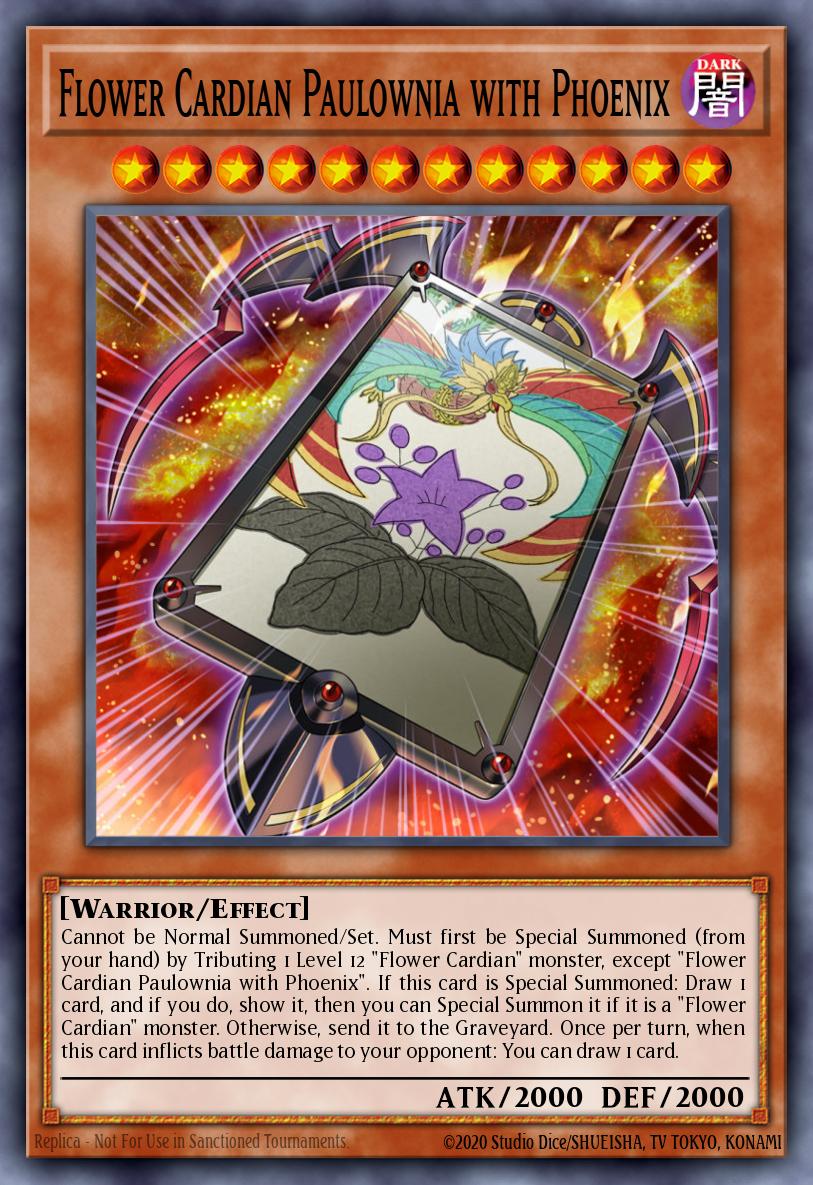 Flower Cardian Paulownia with Phoenix
DARK
闇
[Warrior/Effect]
Cannot be Normal Summoned/Set. Must first be Special Summoned (from
your hand) by Tributing 1 Level 12 "Flower Cardian" monster, except "Flower
Cardian Paulownia with Phoenix". If this card is Special Summoned: Draw 1
card, and if you do, show it, then you can Special Summon it if it is a "Flower
Cardian" monster. Otherwise, send it to the Graveyard. Once per turn, when
this card inflicts battle damage to your opponent: You can draw 1 card.
ATK/2000 DEF/2000
Replica - Not For Use in Sanctioned Tournaments.
©2020 Studio Dice/SHUEISHA, TV TOKYO, KONAMI